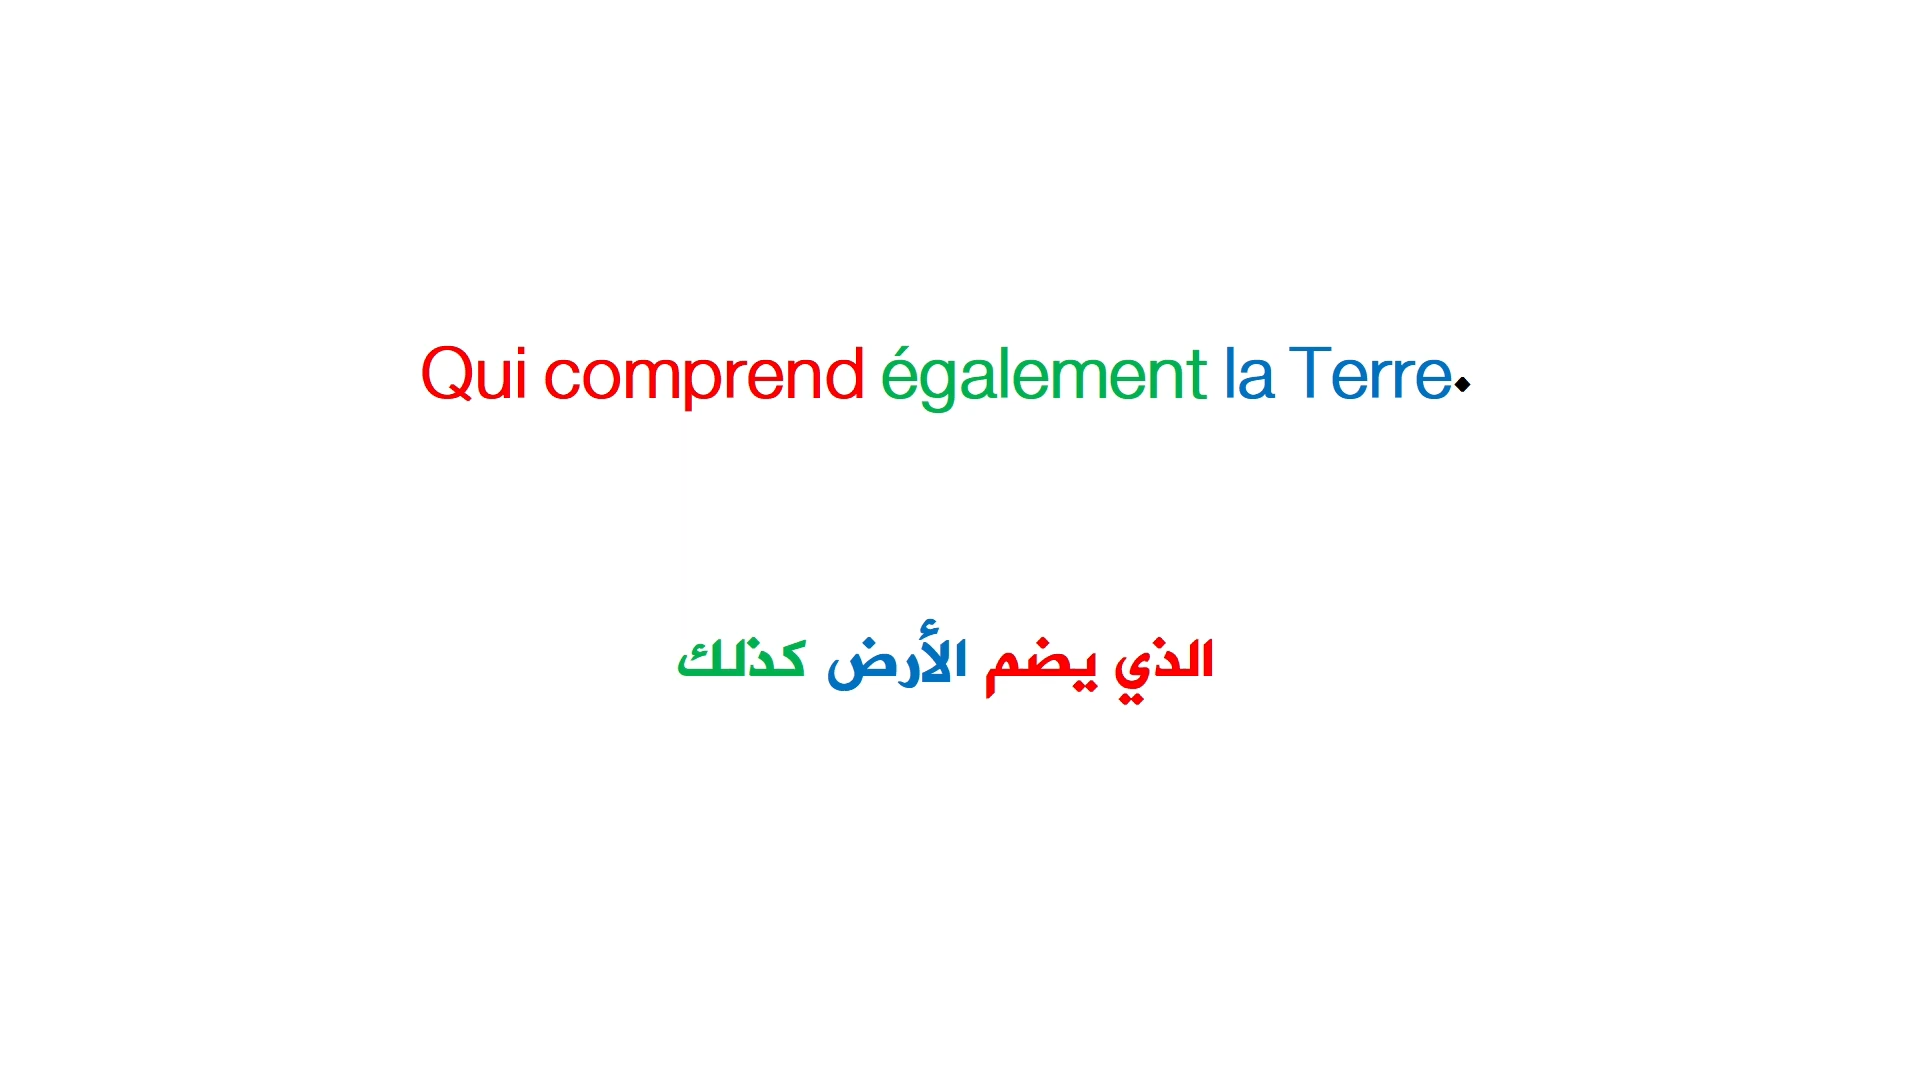 Qui comprend également la Terre.
الذي يضم الأرض كذلك